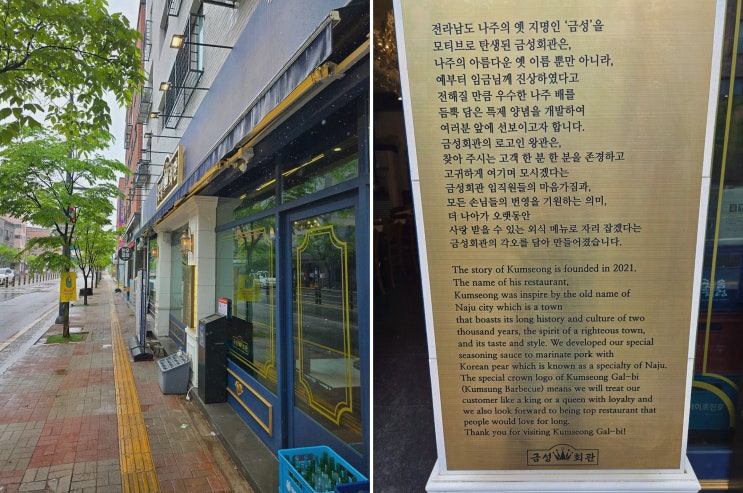 전라남도 나주의 옛 지명인 '금성'을
모티브로 탄생된 금성회관은,
나주의 아름다운 옛 이름 뿐만 아니라,
예부터 임금님께 진상하였다고
전해질 만큼 우수한 나주 배를
듬뿍 담은 특제 양념을 개발하여
여러분 앞에 선보이고자 합니다.
금성회관의 로고인 왕관은,
찾아 주시는 고객 한 분 한 분을 존경하고
고귀하게 여기며 모시겠다는
금성회관 임직원들의 마음가짐과,
모든 손님들의 번영을 기원하는 의미,
더 나아가 오랫동안
사랑 받을 수 있는 외식 메뉴로 자리 잡겠다는
금성회관의 각오를 담아 만들어졌습니다.
The story of Kumseong is founded in 2021.
The name of his restaurant,
Kumseong was inspire by the old name of
Naju city which is a town
that boasts its long history and culture of two
thousand years, the spirit of a righteous town,
and its taste and style. We developed our special
seasoning sauce to marinate pork with
Korean pear which is known as a specialty of Naju.
The special crown logo of Kumseong Gal-bi
(Kumsung Barbecue) means we will treat our
customer like a king or a queen with loyalty and
we also look forward to being top restaurant that
people would love for long.
Thank you for visiting Kumseong Gal-bi!
금성 회관